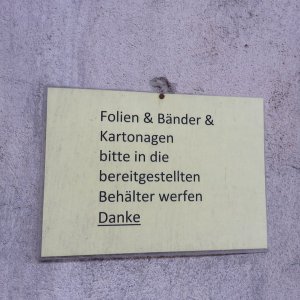 Folien & Bänder &
Kartonagen
bitte in die
bereitgestellten
Behälter werfen
Danke